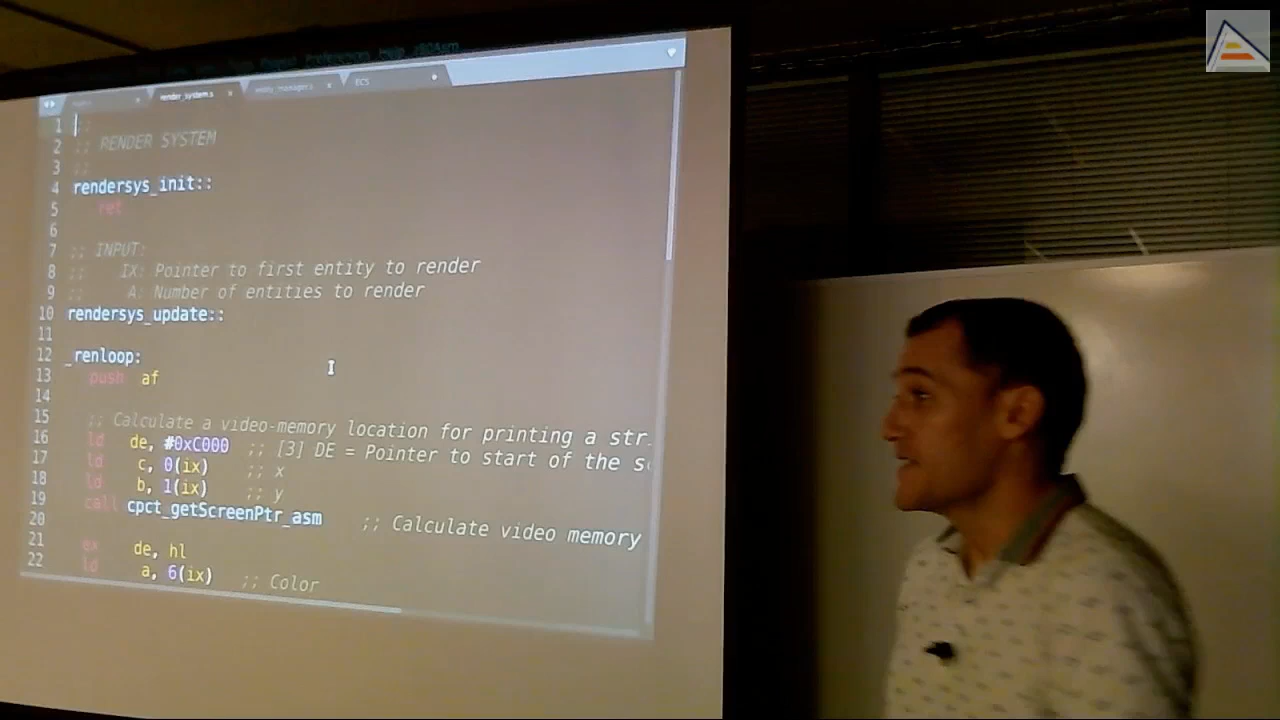 Preferences Help
render_system.s entity_manager.s ECS
1 ;;
2 ;; RENDER SYSTEM
3 ;;
4 rendersys_init::
5 ret
6
7 ;; INPUT:
8 ;; IX: Pointer to first entity to render
9 ;; A: Number of entities to render
10 rendersys_update::
11
12 _renloop:
13 push af
14
15 ;; Calculate a video-memory location for printing a str
16 ld de, #0xC000 ;; [3] DE = Pointer to start of the s
17 ld c, 0(ix) ;; x
18 ld b, 1(ix) ;; y
19 call cpct_getScreenPtr_asm ;; Calculate video memory
20
21 ex de, hl
22 ld a, 6(ix) ;; Color